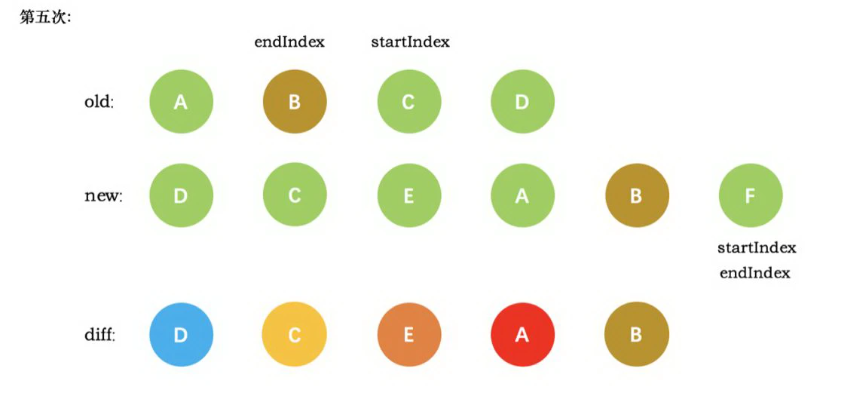 第五次:
endIndex startIndex
old: A B C D
new: D C E A B F
startIndex
endIndex
diff: D C E A B